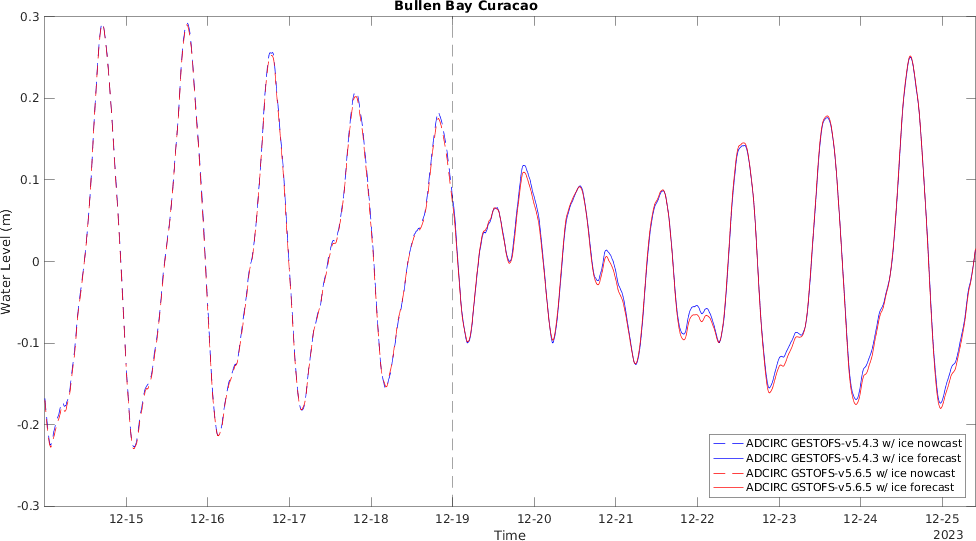 Bullen Bay Curacao
0.3
0.2
0.1
0
-0.1
-0.2
-0.3
Water Level (m)
12-15 12-16 12-17 12-18 12-19 12-20 12-21 12-22 12-23 12-24 12-25
2023
Time
ADCIRC GESTOFS-v5.4.3 w/ ice nowcast
ADCIRC GESTOFS-v5.4.3 w/ ice forecast
ADCIRC GSTOFS-v5.6.5 w/ ice nowcast
ADCIRC GSTOFS-v5.6.5 w/ ice forecast